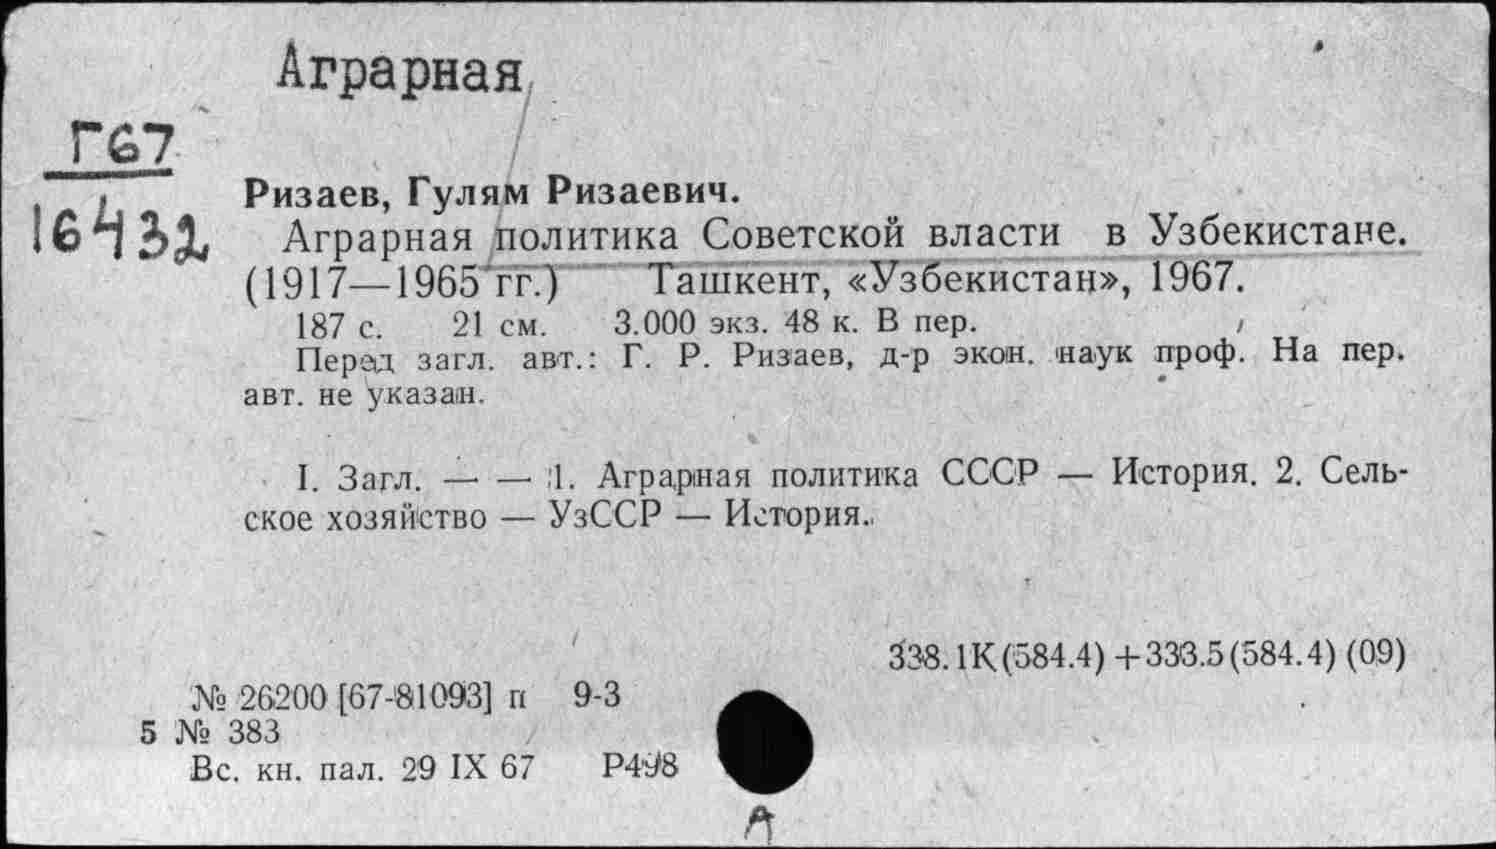 Аграрная
Г67
16432
Ризаев, Гулям Ризаевич.
Аграрная политика Советской власти в Узбекистане.
(1917—1965 гг.) Ташкент, «Узбекистан», 1967.
187 с. 21 см. 3.000 экз. 48 к. В пер.
Перед загл. авт.: Г. Р. Ризаев, д-р экон. наук проф. На пер.
авт. не указан.
I. Загл. — — 1. Аграрная политика СССР — История. 2. Сель-
ское хозяйство — УзССР — История.
338.1К(584.4)+333.5(584.4)(09)
№ 26200 [67-81093] п 9-3
5 № 383
Вс. кн. пал. 29 IX 67
А